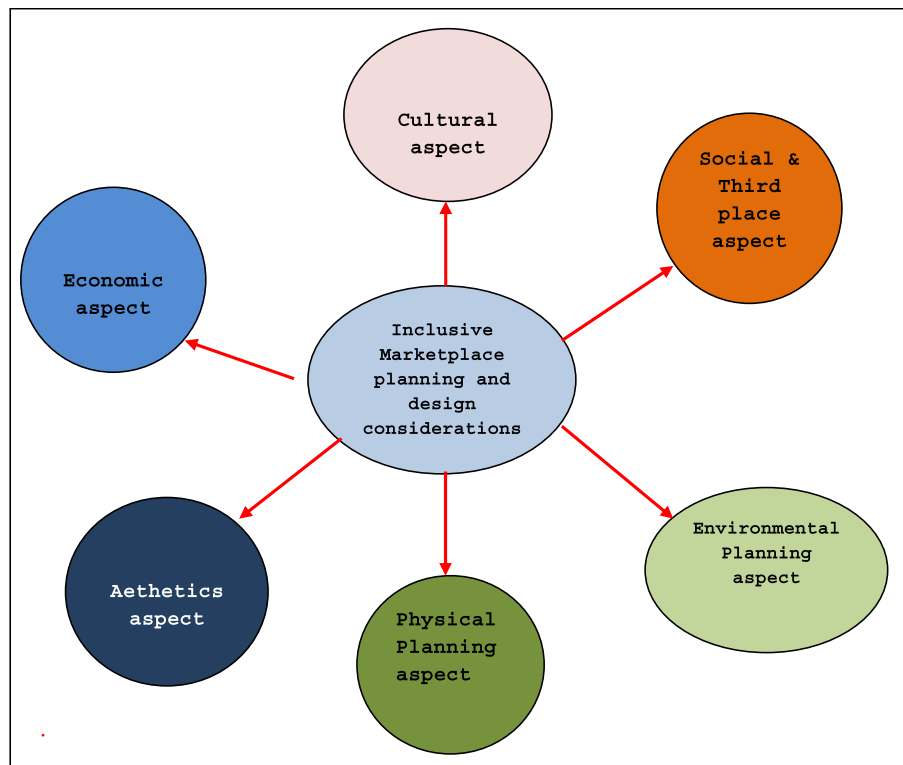 Cultural
aspect
Social &
Third
place
aspect
Economic
aspect
Inclusive
Marketplace
planning and
design
considerations
Environmental
Planning
aspect
Aethetics
aspect
Physical
Planning
aspect